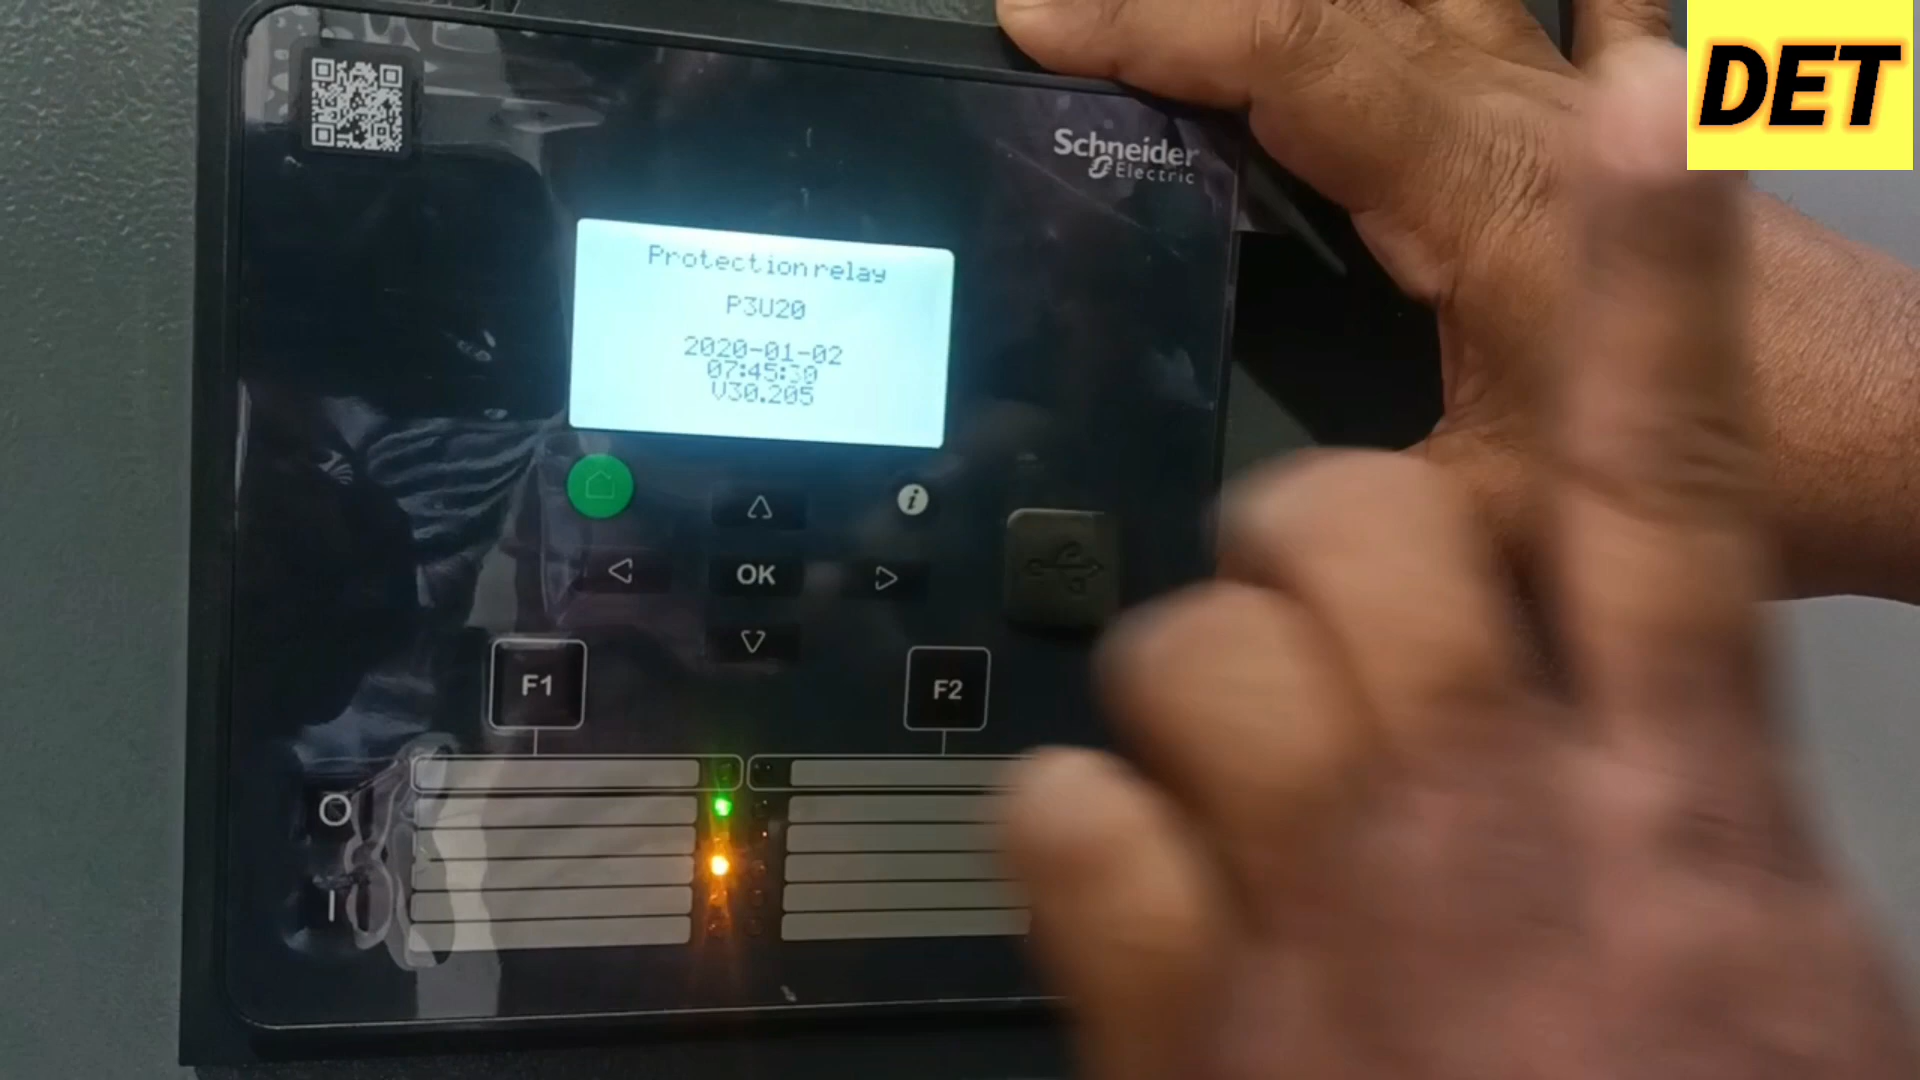 DET
Schneider
Electric
Protection relay
P3U20
2020-01-02
07:45:30
V30.205
i
OK
F1
F2
O
I